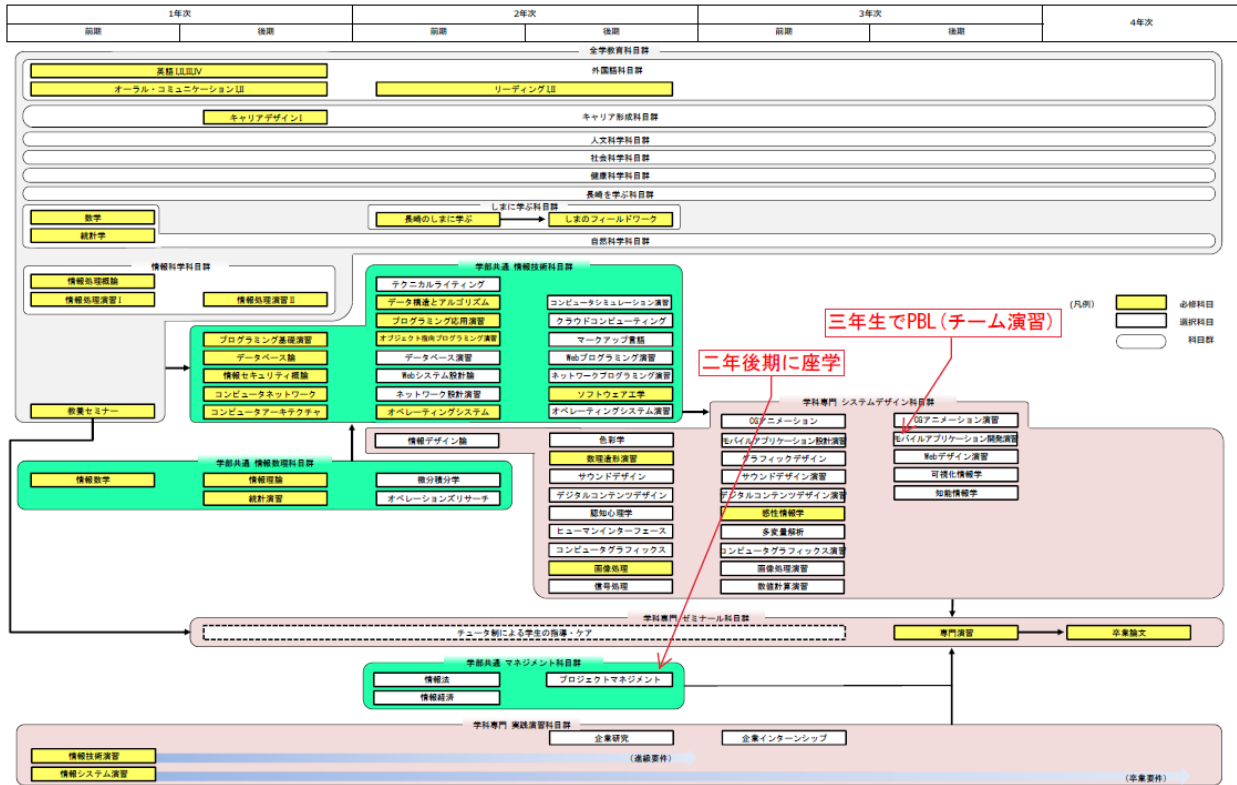 1年次
2年次
3年次
4年次
前期
後期
前期
後期
前期
後期
全学教育科目群
英語I,II,III,IV
外国語科目群
オーラル・コミュニケーションI,II
リーディングI,II
キャリアデザインI
キャリア形成科目群
人文科学科目群
社会科学科目群
健康科学科目群
長崎を学ぶ科目群
しまに学ぶ科目群
数学
長崎のしまに学ぶ
しまのフィールドワーク
統計学
自然科学科目群
情報科学科目群
情報処理概論
情報処理演習Ⅰ
情報処理演習Ⅱ
学部共通 情報技術科目群
テクニカルライティング
データ構造とアルゴリズム
コンピュータシミュレーション演習
プログラミング応用演習
クラウドコンピューティング
プログラミング基礎演習
オブジェクト指向プログラミング演習
マークアップ言語
データベース論
データベース演習
Webプログラミング演習
情報セキュリティ概論
Webシステム設計論
ネットワークプログラミング演習
コンピュータネットワーク
ネットワーク設計演習
ソフトウェア工学
教養セミナー
コンピュータアーキテクチャ
オペレーティングシステム
オペレーティングシステム演習
(凡例)
必修科目
選択科目
科目群
三年生でPBL(チーム演習)
二年後期に座学
学科専門 システムデザイン科目群
CGアニメーション
CGアニメーション演習
情報デザイン論
色彩学
モバイルアプリケーション設計演習
モバイルアプリケーション開発演習
数理造形演習
グラフィックデザイン
Webデザイン演習
学部共通 情報数理科目群
情報数学
情報理論
微分積分学
サウンドデザイン
サウンドデザイン演習
可視化情報学
統計演習
オペレーションズリサーチ
デジタルコンテンツデザイン
デジタルコンテンツデザイン演習
知能情報学
認知心理学
感性情報学
ヒューマンインターフェース
多変量解析
コンピュータグラフィックス
コンピュータグラフィックス演習
画像処理
画像処理演習
信号処理
数値計算演習
学科専門 ゼミナール科目群
チュータ制による学生の指導・ケア
専門演習
卒業論文
学部共通 マネジメント科目群
情報法
プロジェクトマネジメント
情報経済
学科専門 実践演習科目群
企業研究
企業インターンシップ
情報技術演習
(進級要件)
情報システム演習
(卒業要件)